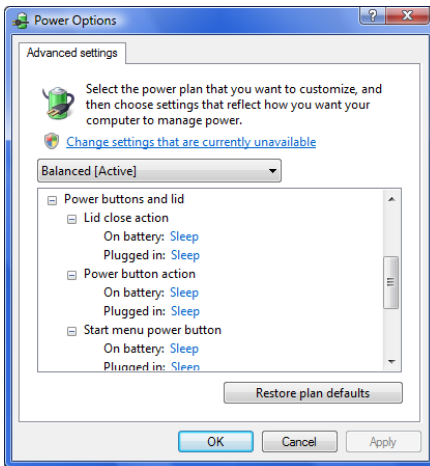 Power Options
Advanced settings
Select the power plan that you want to customize, and
then choose settings that reflect how you want your
computer to manage power.
Change settings that are currently unavailable
Balanced [Active]
Power buttons and lid
Lid close action
On battery: Sleep
Plugged in: Sleep
Power button action
On battery: Sleep
Plugged in: Sleep
Start menu power button
On battery: Sleep
Plugged in: Sleep
Restore plan defaults
OK Cancel Apply